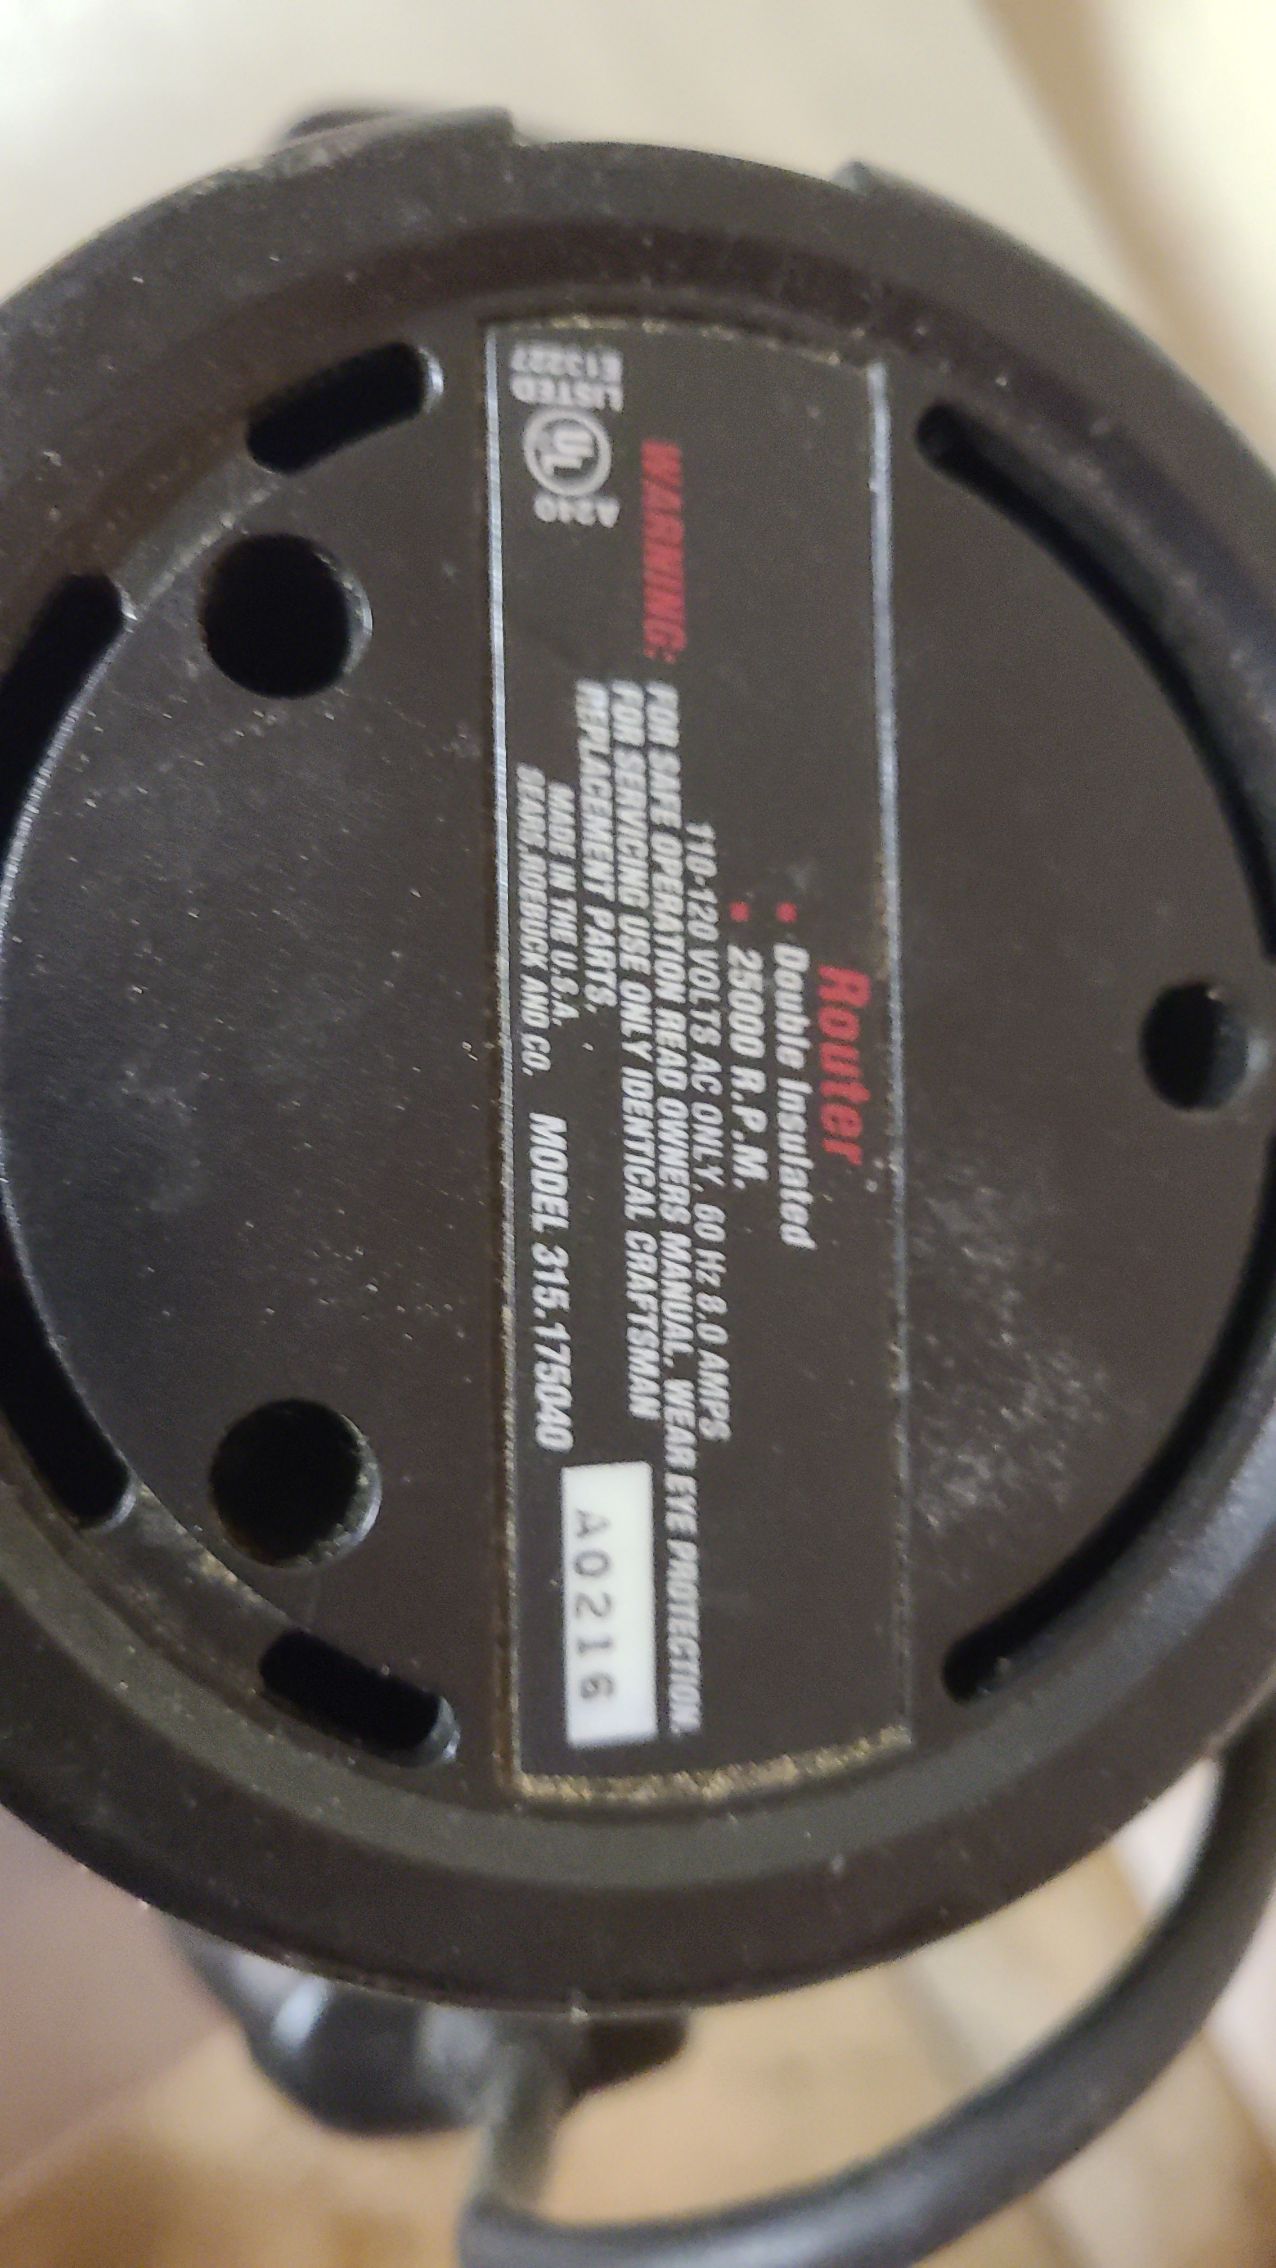 Router
▪ Double Insulated
▪ 25000 R.P.M.
110-120 VOLTS AC ONLY, 60 Hz 8.0 AMPS
WARNING: FOR SAFE OPERATION READ OWNERS MANUAL, WEAR EYE PROTECTION.
FOR SERVICING USE ONLY IDENTICAL CRAFTSMAN
REPLACEMENT PARTS.
LISTED
E13227
UL
A240
MADE IN THE U.S.A.
SEARS, ROEBUCK AND CO.
MODEL 315.175040
A0216